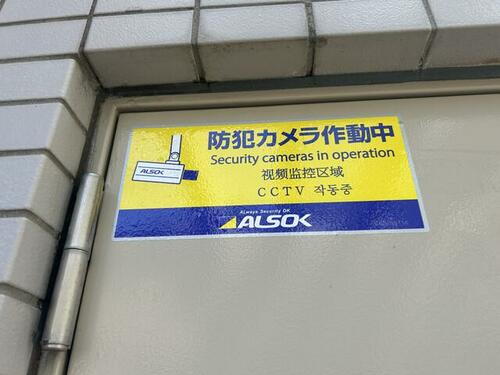 防犯カメラ作動中
Security cameras in operation
视频监控区域
CCTV 작동중
ALSOK
ALways Security OK
ALSOK